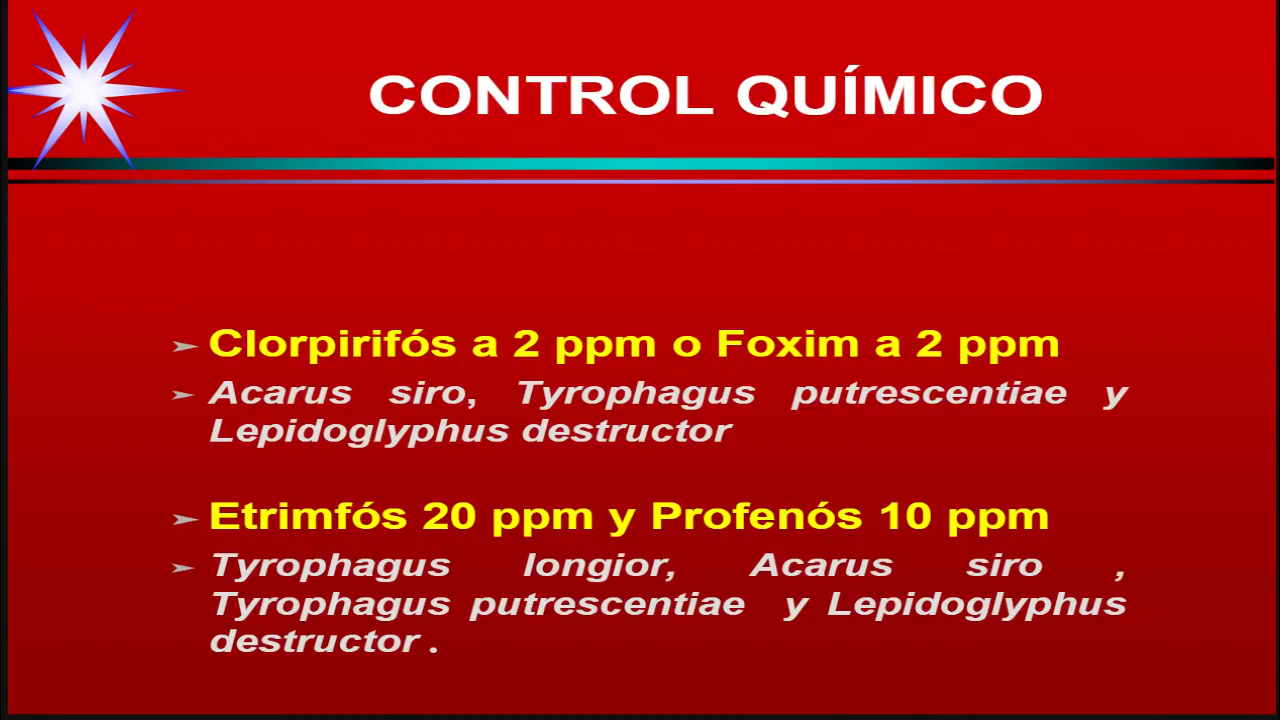 CONTROL QUÍMICO
➢ Clorpirifós a 2 ppm o Foxim a 2 ppm
➢ Acarus siro, Tyrophagus putrescentiae y
Lepidoglyphus destructor
➢ Etrimfós 20 ppm y Profenós 10 ppm
➢ Tyrophagus longior, Acarus siro ,
Tyrophagus putrescentiae y Lepidoglyphus
destructor .